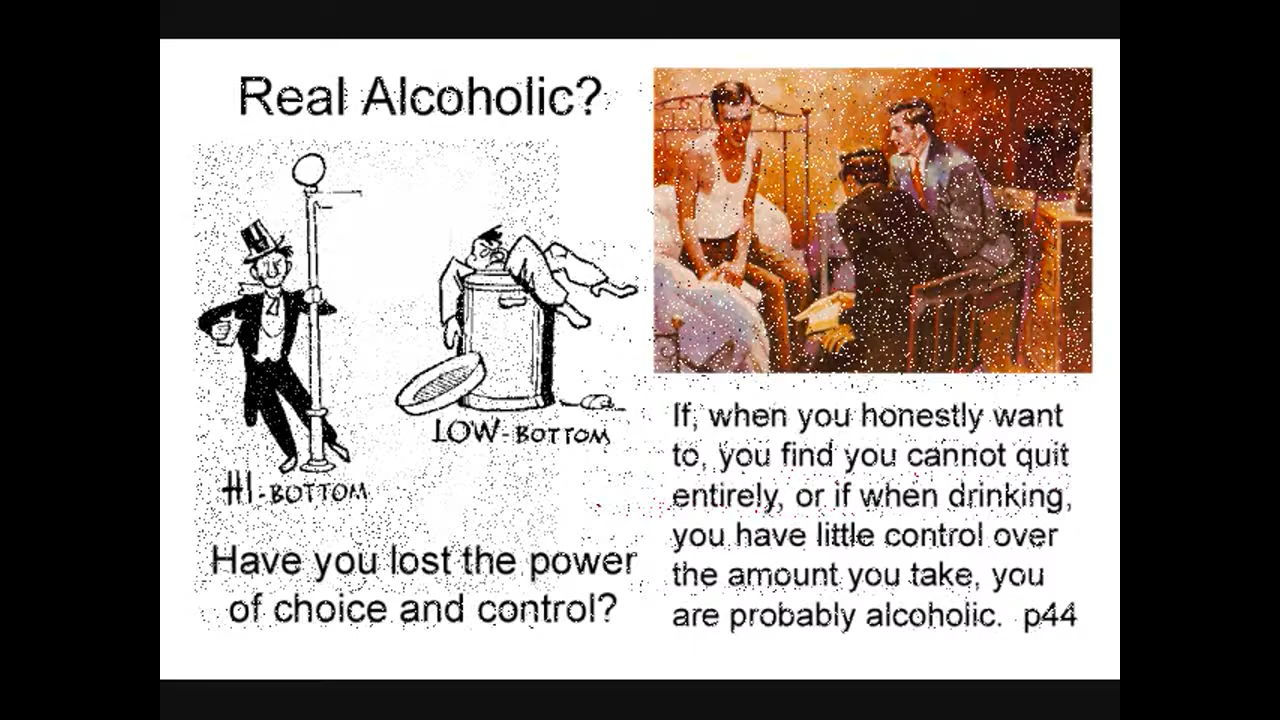 Real Alcoholic?
HI-BOTTOM
LOW-BOTTOM
Have you lost the power
of choice and control?
If, when you honestly want
to, you find you cannot quit
entirely, or if when drinking,
you have little control over
the amount you take, you
are probably alcoholic. p44